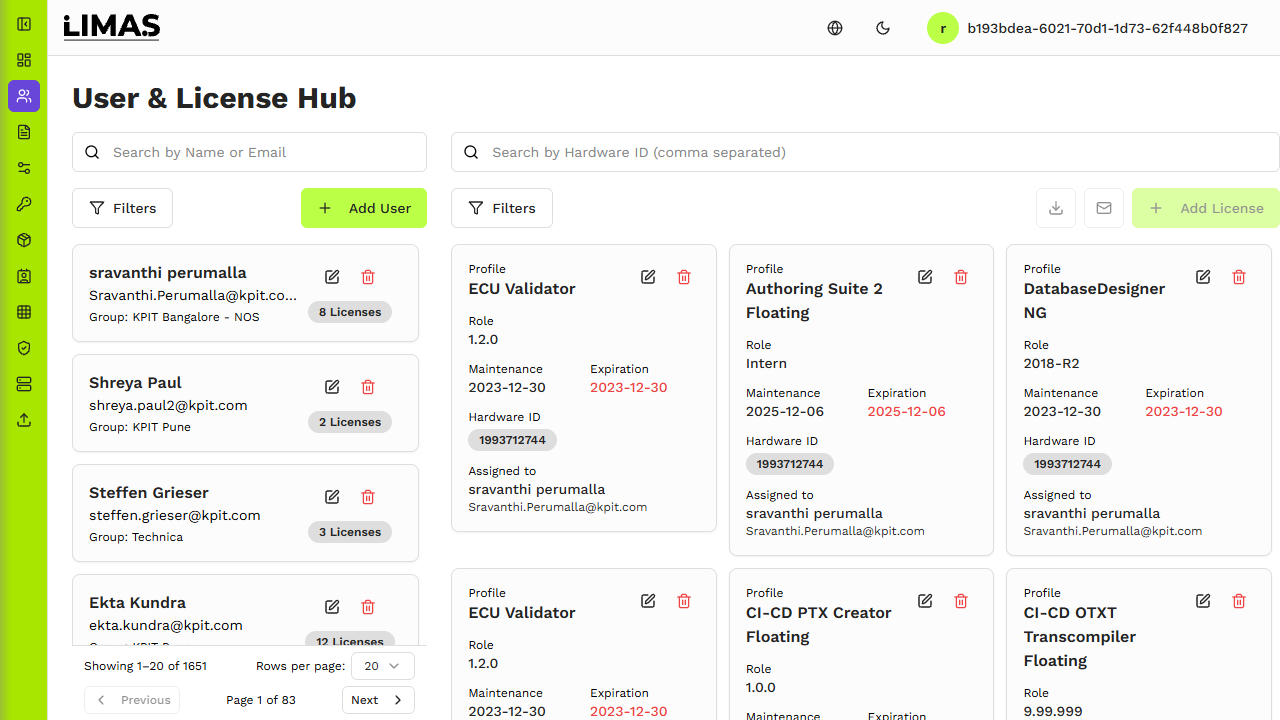 LIMAS
r
b193bdea-6021-70d1-1d73-62f448b0f827
User & License Hub
Search by Name or Email
Filters
Add User
sravanthi perumalla
Sravanthi.Perumalla@kpit.co...
Group: KPIT Bangalore - NOS
8 Licenses
Shreya Paul
shreya.paul2@kpit.com
Group: KPIT Pune
2 Licenses
Steffen Grieser
steffen.grieser@kpit.com
Group: Technica
3 Licenses
Ekta Kundra
ekta.kundra@kpit.com
12 Licenses
Showing 1–20 of 1651
Rows per page:
20
Previous
Page 1 of 83
Next
Search by Hardware ID (comma separated)
Filters
Add License
Profile
ECU Validator
Role
1.2.0
Maintenance
2023-12-30
Expiration
2023-12-30
Hardware ID
1993712744
Assigned to
sravanthi perumalla
Sravanthi.Perumalla@kpit.com
Profile
Authoring Suite 2
Floating
Role
Intern
Maintenance
2025-12-06
Expiration
2025-12-06
Hardware ID
1993712744
Assigned to
sravanthi perumalla
Sravanthi.Perumalla@kpit.com
Profile
DatabaseDesigner
NG
Role
2018-R2
Maintenance
2023-12-30
Expiration
2023-12-30
Hardware ID
1993712744
Assigned to
sravanthi perumalla
Sravanthi.Perumalla@kpit.com
Profile
ECU Validator
Role
1.2.0
Maintenance
2023-12-30
Expiration
2023-12-30
Profile
CI-CD PTX Creator
Floating
Role
1.0.0
Maintenance
Expiration
Profile
CI-CD OTXT
Transcompiler
Floating
Role
9.99.999